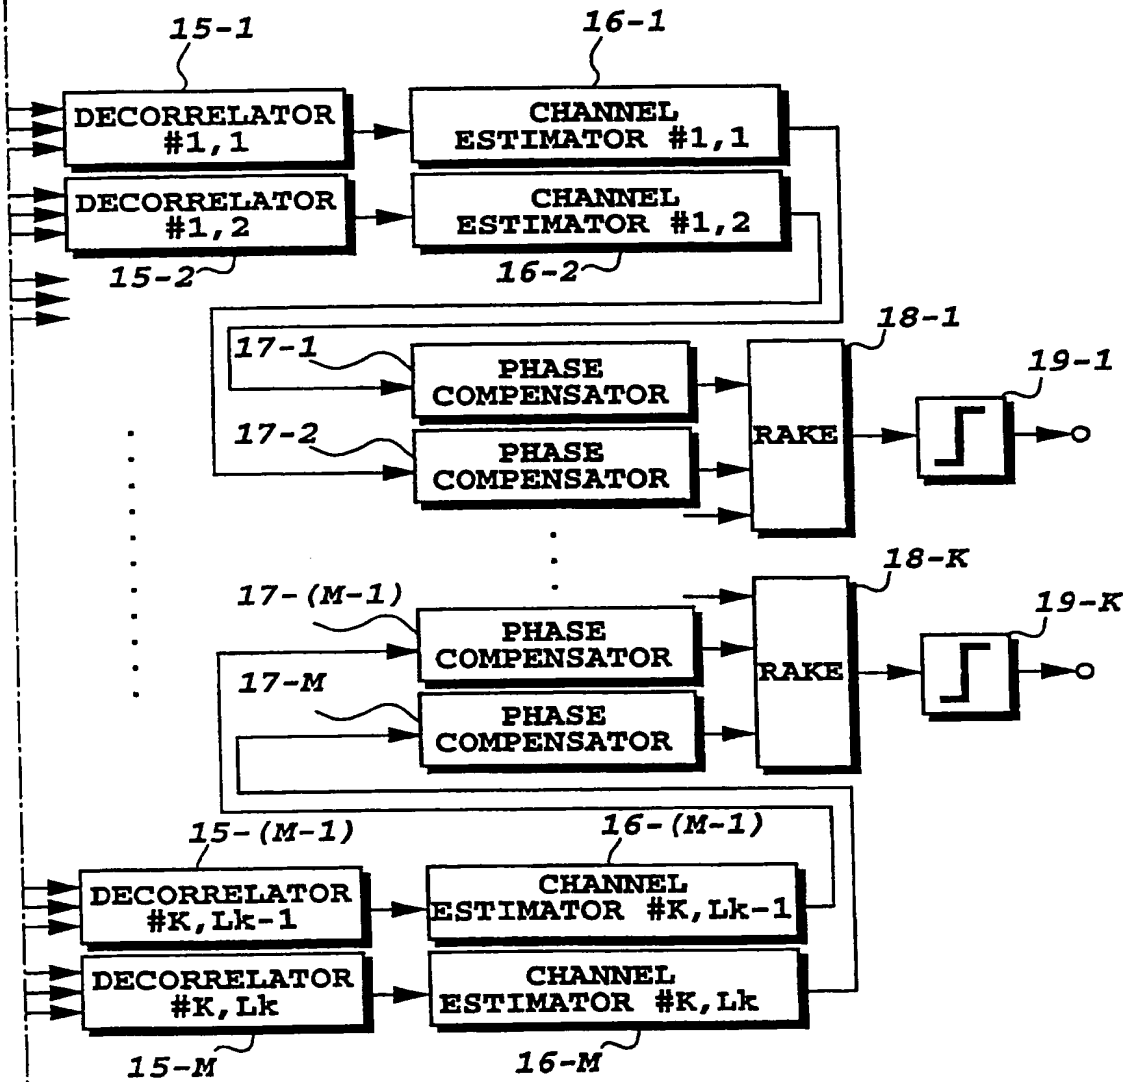 15-1
16-1
DECORRELATOR
#1,1
CHANNEL
ESTIMATOR #1,1
DECORRELATOR
#1,2
CHANNEL
ESTIMATOR #1,2
15-2
16-2
17-1
PHASE
COMPENSATOR
18-1
19-1
17-2
PHASE
COMPENSATOR
RAKE
18-K
17-(M-1)
PHASE
COMPENSATOR
19-K
17-M
PHASE
COMPENSATOR
RAKE
15-(M-1)
16-(M-1)
DECORRELATOR
#K,Lk-1
CHANNEL
ESTIMATOR #K,Lk-1
DECORRELATOR
#K,Lk
CHANNEL
ESTIMATOR #K,Lk
15-M
16-M